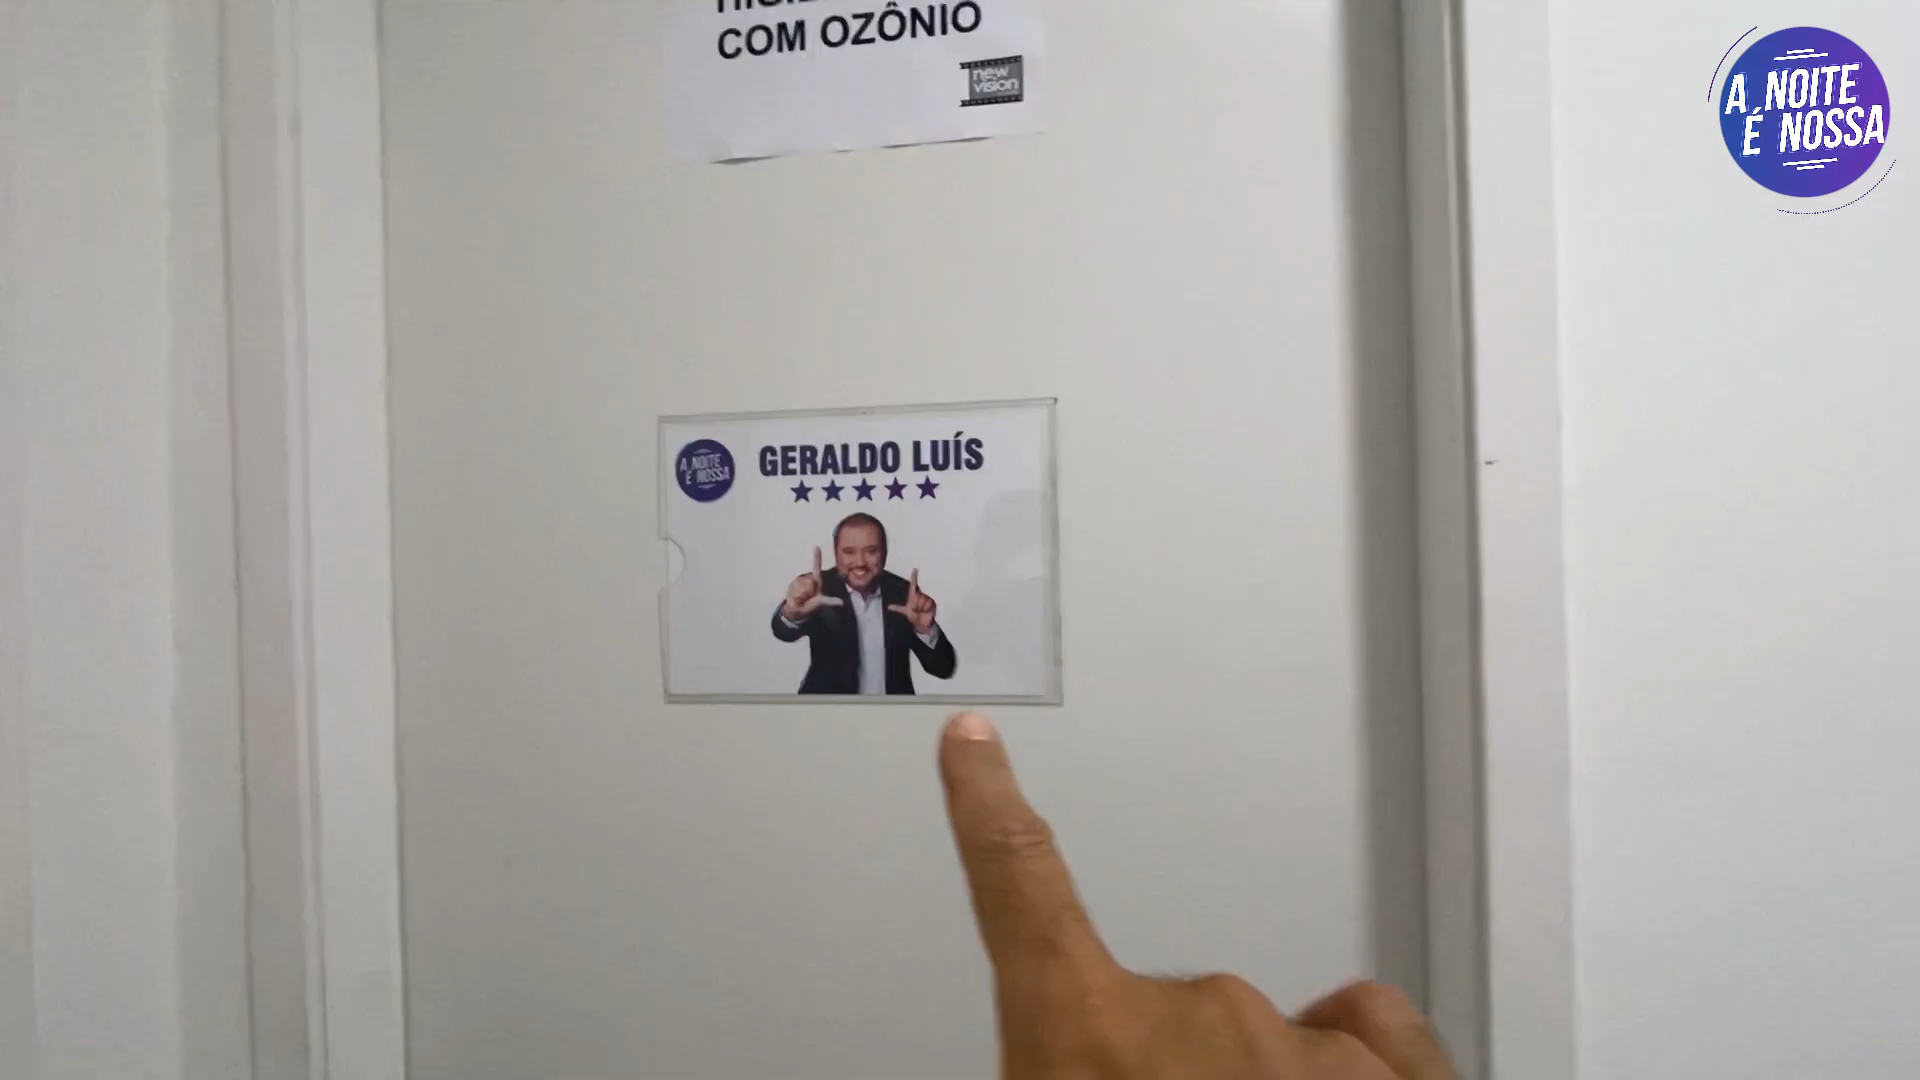 COM OZÔNIO
new
vision
A NOITE
É NOSSA
A NOITE
É NOSSA
GERALDO LUÍS